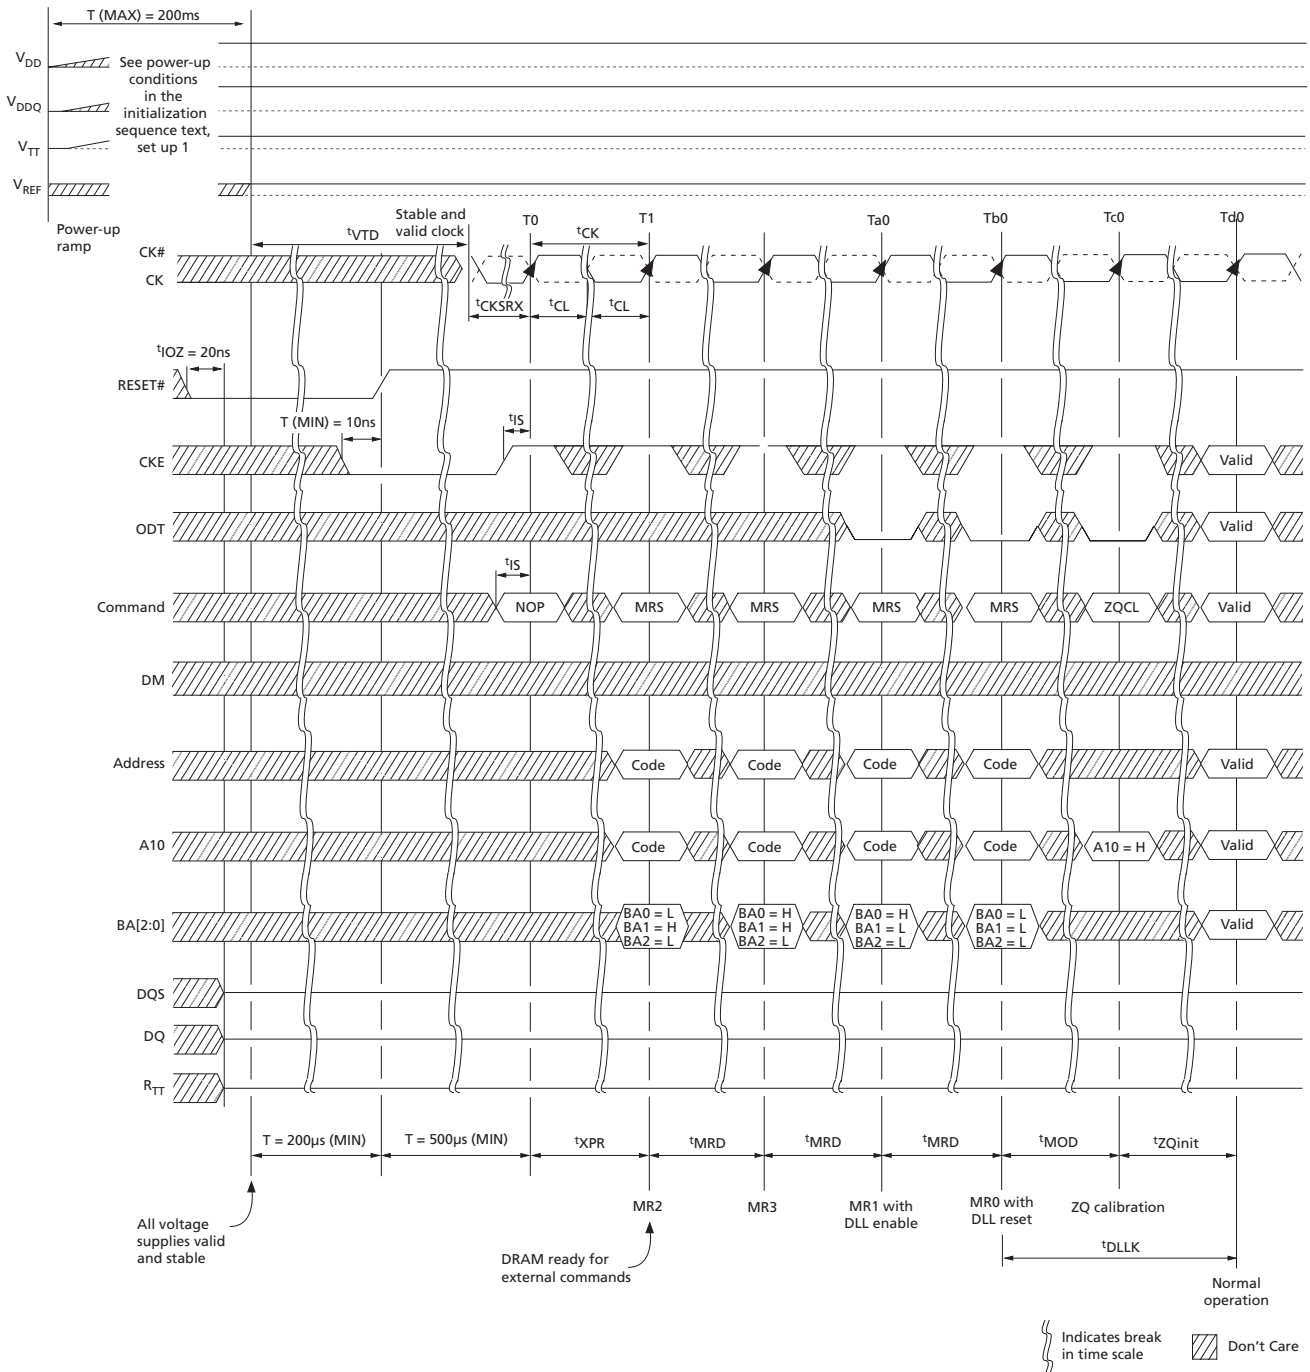 T (MAX) = 200ms
VDD
See power-up
conditions
in the
initialization
sequence text,
set up 1
VDDQ
VTT
VREF
Power-up
ramp
tVTD
Stable and
valid clock
T0
T1
Ta0
Tb0
Tc0
Td0
tCK
CK#
CK
tCKSRX
tCL
tCL
tIOZ = 20ns
RESET#
T (MIN) = 10ns
tIS
CKE
Valid
ODT
Valid
tIS
Command
NOP
MRS
MRS
MRS
MRS
ZQCL
Valid
DM
Address
Code
Code
Code
Code
Valid
A10
Code
Code
Code
Code
A10 = H
Valid
BA[2:0]
BA0 = L
BA1 = H
BA2 = L
BA0 = H
BA1 = H
BA2 = L
BA0 = H
BA1 = L
BA2 = L
BA0 = L
BA1 = L
BA2 = L
Valid
DQS
DQ
RTT
T = 200µs (MIN)
T = 500µs (MIN)
tXPR
tMRD
tMRD
tMRD
tMOD
tZQinit
MR2
MR3
MR1 with
DLL enable
MR0 with
DLL reset
ZQ calibration
All voltage
supplies valid
and stable
DRAM ready for
external commands
tDLLK
Normal
operation
Indicates break
in time scale
Don't Care